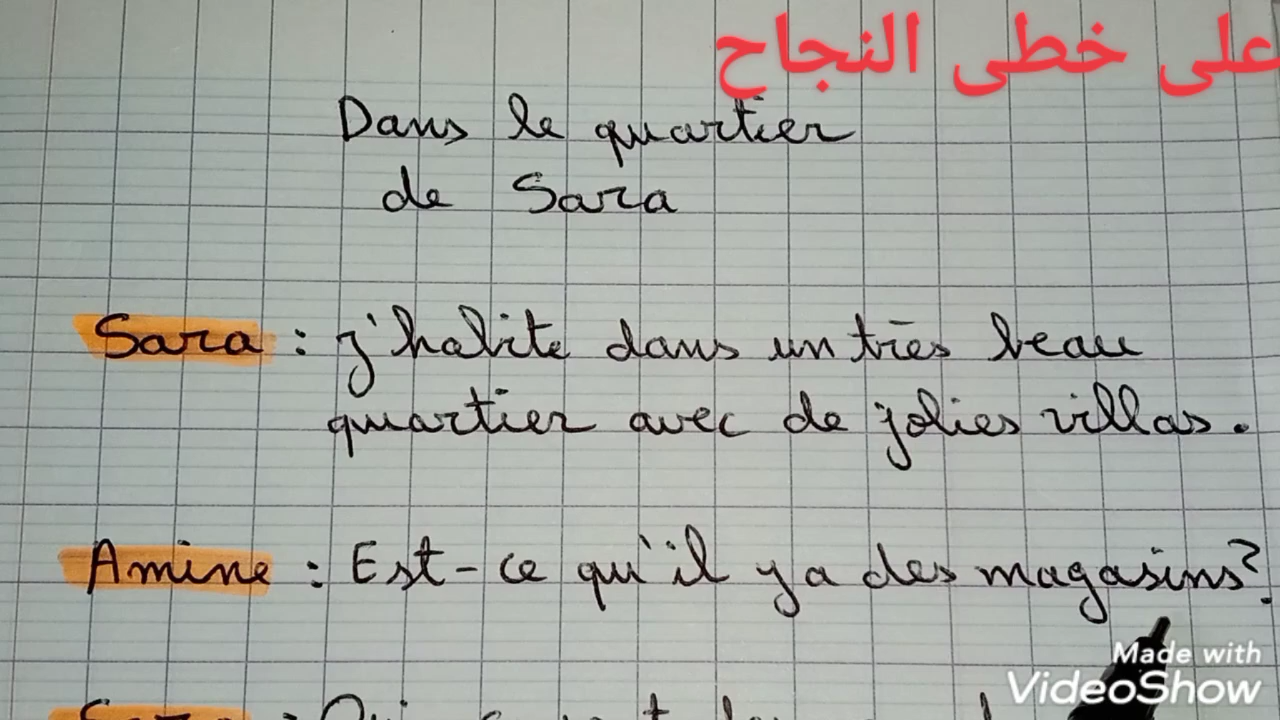 على خطى النجاح
Dans le quartier
de Sara
Sara : j'habite dans un très beau
quartier avec de jolies villas.
Amine : Est-ce qu'il y a des magasins?
Made with
VideoShow